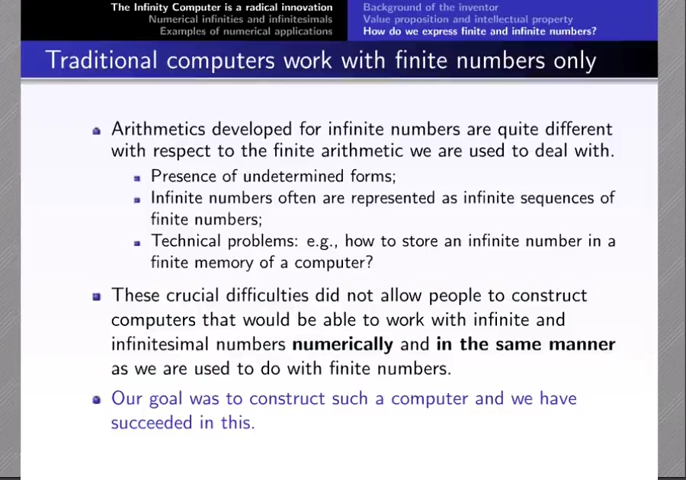 The Infinity Computer is a radical innovation
Numerical infinities and infinitesimals
Examples of numerical applications
Background of the inventor
Value proposition and intellectual property
How do we express finite and infinite numbers?
Traditional computers work with finite numbers only
Arithmetics developed for infinite numbers are quite different
with respect to the finite arithmetic we are used to deal with.
Presence of undetermined forms;
Infinite numbers often are represented as infinite sequences of
finite numbers;
Technical problems: e.g., how to store an infinite number in a
finite memory of a computer?
These crucial difficulties did not allow people to construct
computers that would be able to work with infinite and
infinitesimal numbers numerically and in the same manner
as we are used to do with finite numbers.
Our goal was to construct such a computer and we have
succeeded in this.